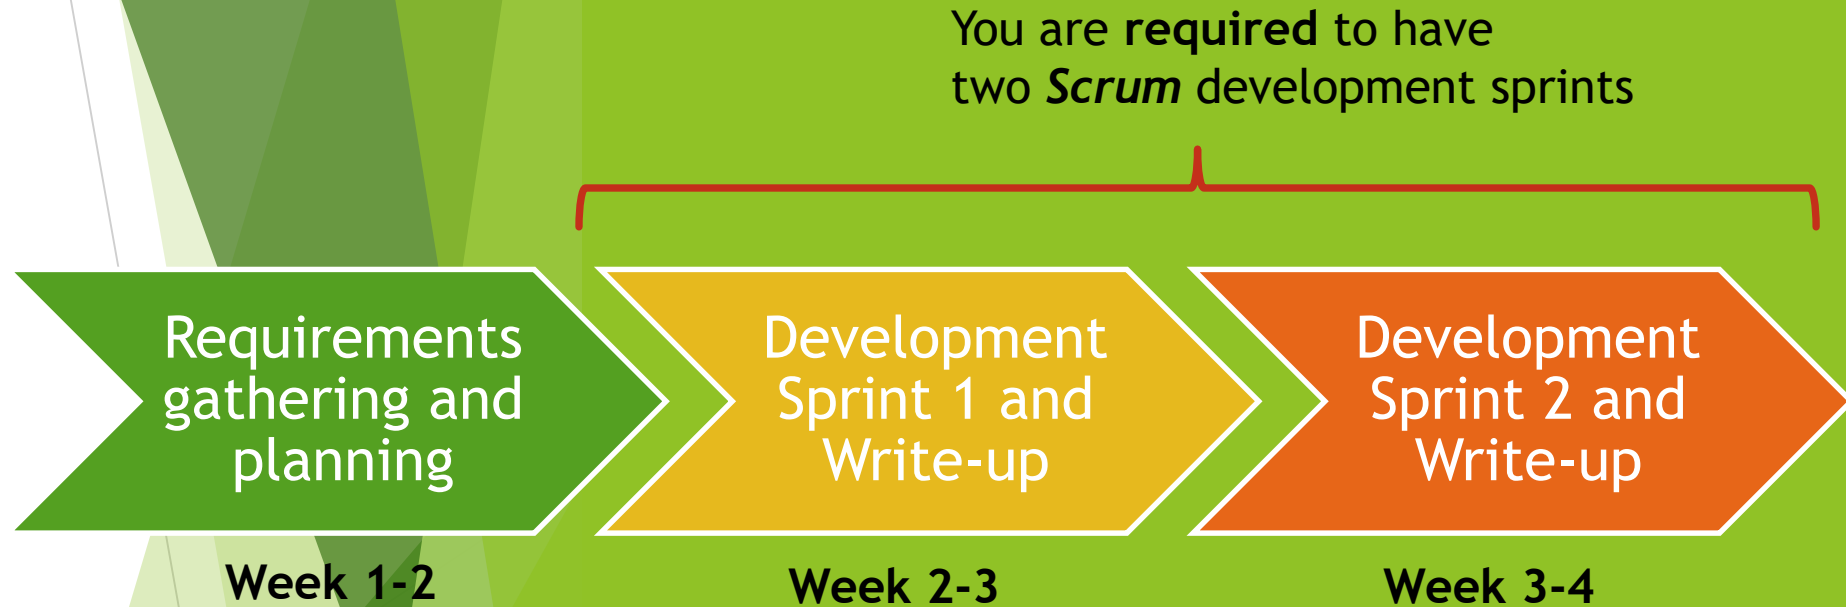 You are required to have
two Scrum development sprints
Requirements
gathering and
planning
Development
Sprint 1 and
Write-up
Development
Sprint 2 and
Write-up
Week 1-2
Week 2-3
Week 3-4